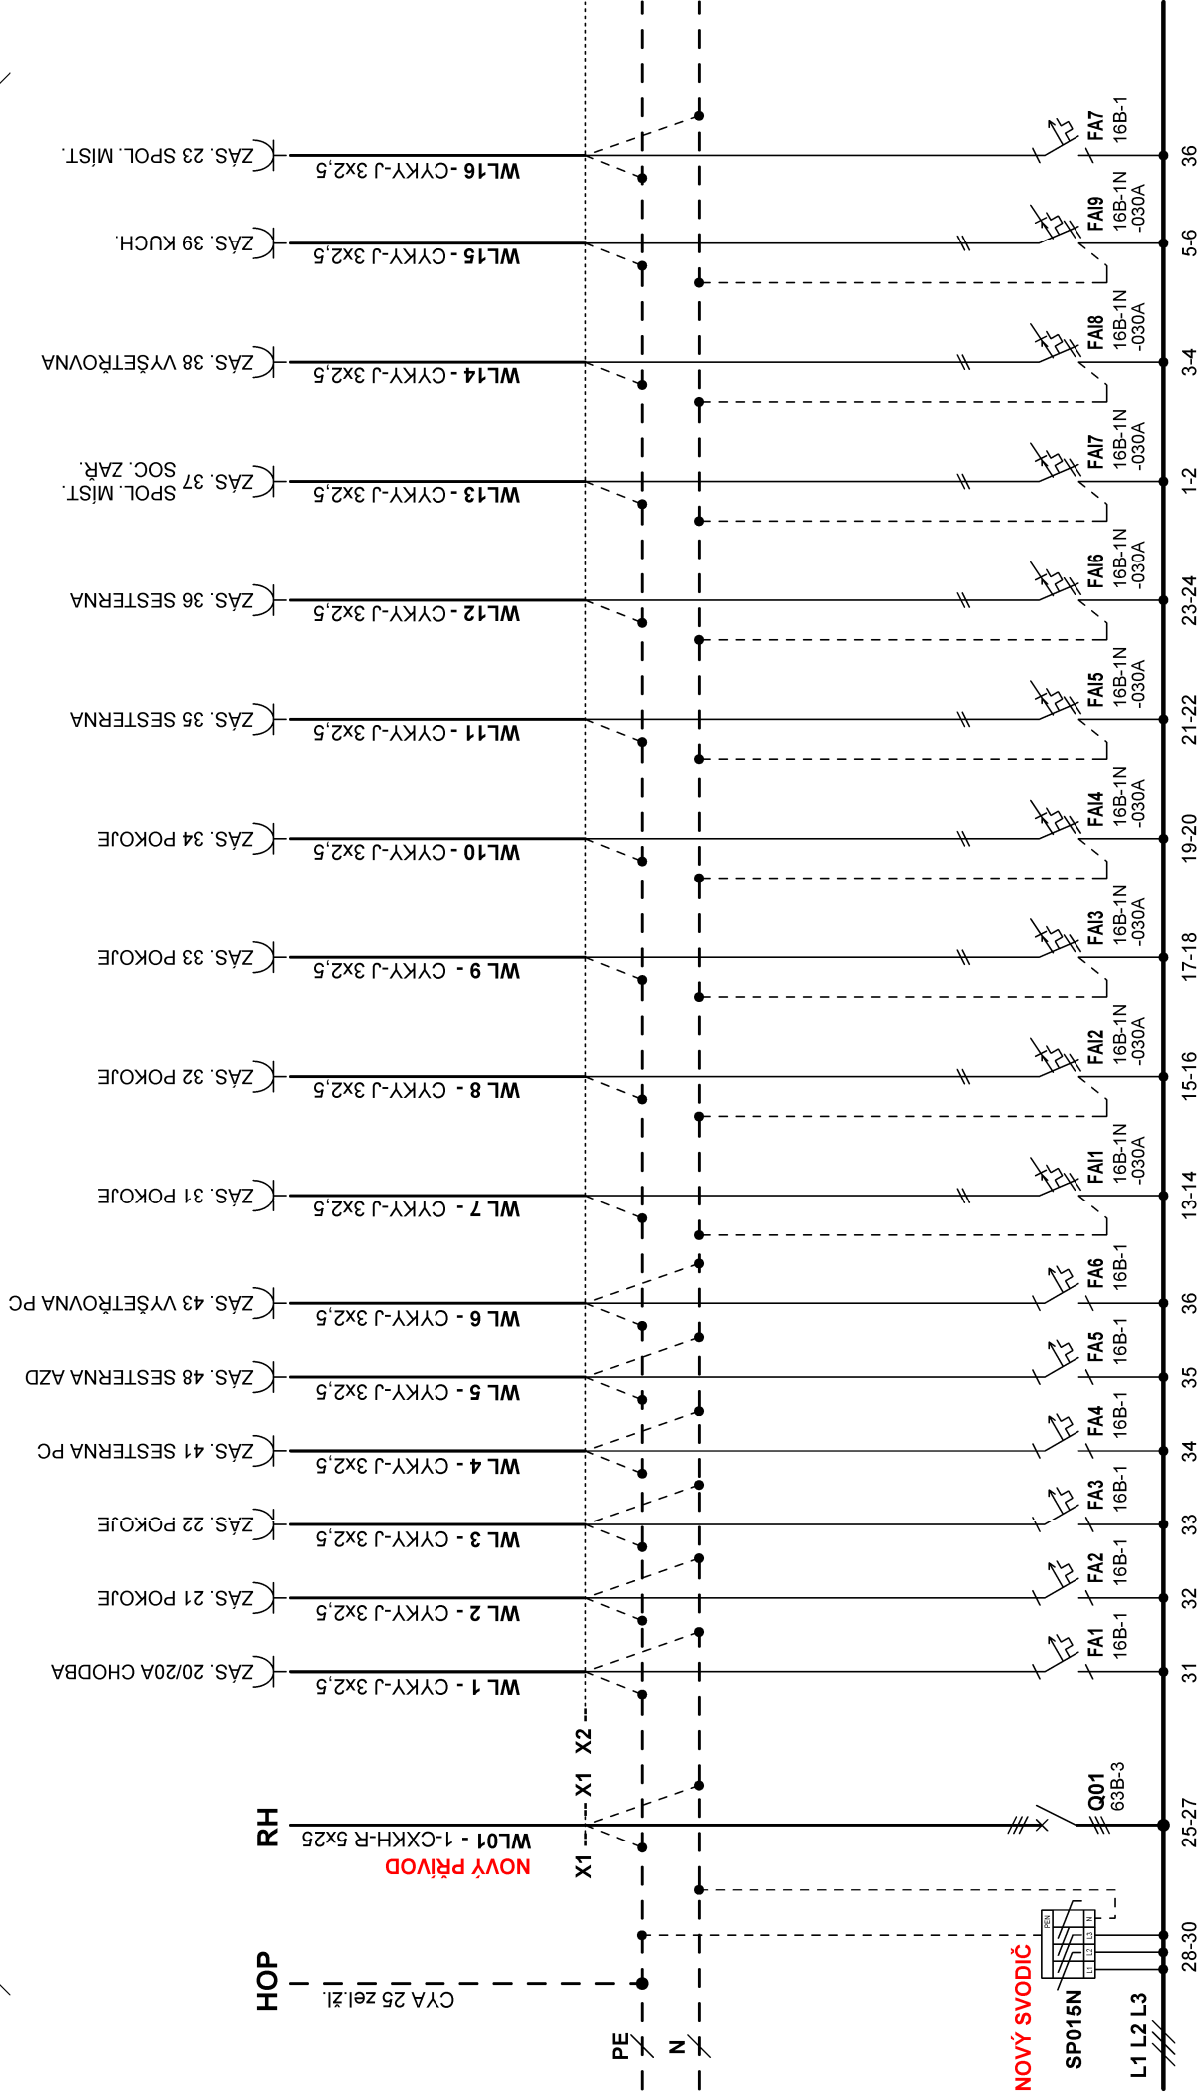 HOP
CYA 25 zel.žl.
PE
N
NOVÝ SVODIČ
SP015N
PEN
L1
L2
L3
N
L1 L2 L3
28-30
RH
WL01 - 1-CXKH-R 5x25
NOVÝ PŘÍVOD
X1
X1
X2
Q01
63B-3
25-27
ZÁS. 20/20A CHODBA
WL 1 - CYKY-J 3x2,5
FA1
16B-1
31
ZÁS. 21 POKOJE
WL 2 - CYKY-J 3x2,5
FA2
16B-1
32
ZÁS. 22 POKOJE
WL 3 - CYKY-J 3x2,5
FA3
16B-1
33
ZÁS. 41 SESTERNA PC
WL 4 - CYKY-J 3x2,5
FA4
16B-1
34
ZÁS. 48 SESTERNA AZD
WL 5 - CYKY-J 3x2,5
FA5
16B-1
35
ZÁS. 43 VYŠETŘOVNA PC
WL 6 - CYKY-J 3x2,5
FA6
16B-1
36
ZÁS. 31 POKOJE
WL 7 - CYKY-J 3x2,5
FAI1
16B-1N
-030A
13-14
ZÁS. 32 POKOJE
WL 8 - CYKY-J 3x2,5
FAI2
16B-1N
-030A
15-16
ZÁS. 33 POKOJE
WL 9 - CYKY-J 3x2,5
FAI3
16B-1N
-030A
17-18
ZÁS. 34 POKOJE
WL10 - CYKY-J 3x2,5
FAI4
16B-1N
-030A
19-20
ZÁS. 35 SESTERNA
WL11 - CYKY-J 3x2,5
FAI5
16B-1N
-030A
21-22
ZÁS. 36 SESTERNA
WL12 - CYKY-J 3x2,5
FAI6
16B-1N
-030A
23-24
ZÁS. 37 SPOL. MÍST.
SOC. ZAŘ.
WL13 - CYKY-J 3x2,5
FAI7
16B-1N
-030A
1-2
ZÁS. 38 VYŠETŘOVNA
WL14 - CYKY-J 3x2,5
FAI8
16B-1N
-030A
3-4
ZÁS. 39 KUCH.
WL15 - CYKY-J 3x2,5
FAI9
16B-1N
-030A
5-6
ZÁS. 23 SPOL. MÍST.
WL16 - CYKY-J 3x2,5
FA7
16B-1
36